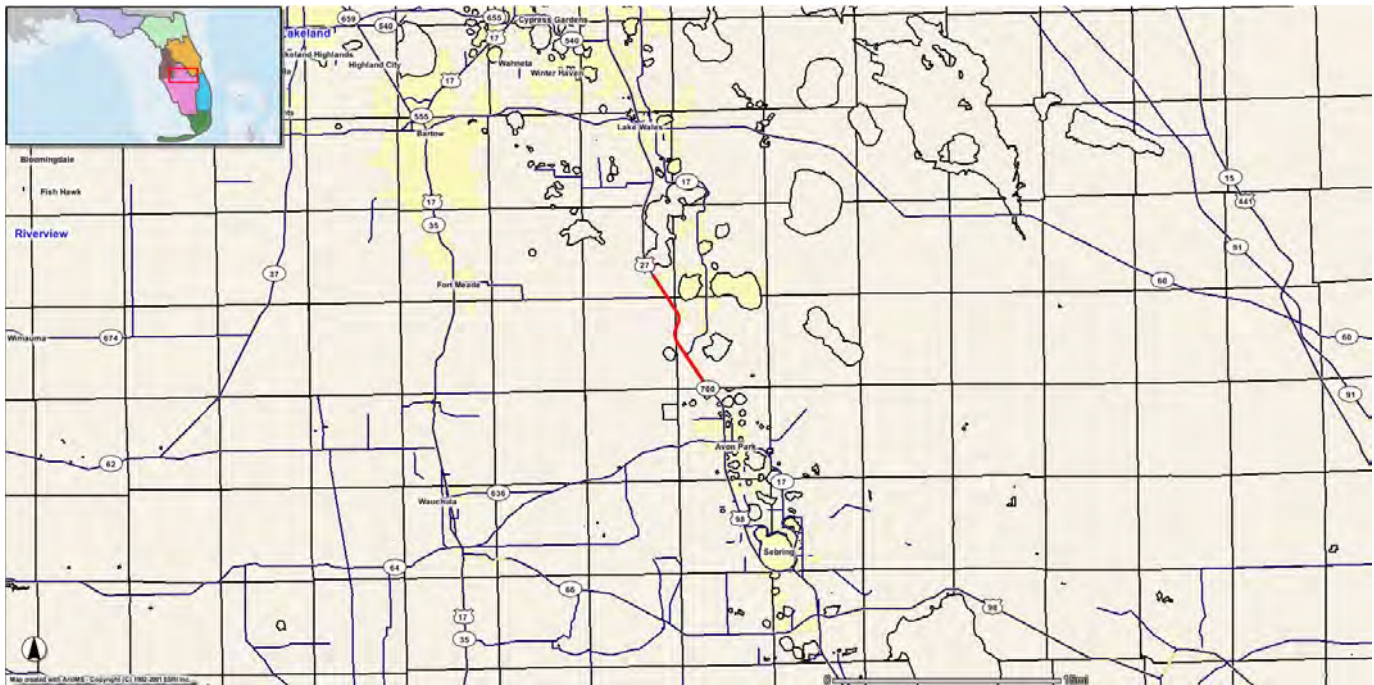 659
540
655
Cypress Gardens
17
540
Lakeland
Lakeland Highlands
Highland City
Wahneta
Winter Haven
17
555
Bartow
Lake Wales
Bloomingdale
Fish Hawk
17
17
15
441
35
Riverview
91
27
37
60
Fort Meade
Wimauma
674
60
700
91
Avon Park
62
17
636
Wauchula
98
Sebring
64
66
98
17
35
Map created with ArcIMS - Copyright (C) 1992-2001 ESRI Inc.
0
15mi